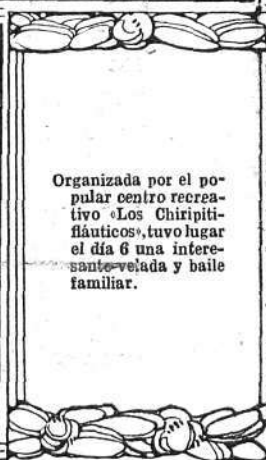 Organizada por el po-
pular centro recrea-
tivo «Los Chiripiti-
fláuticos», tuvo lugar
el día 6 una intere-
sante velada y baile
familiar.